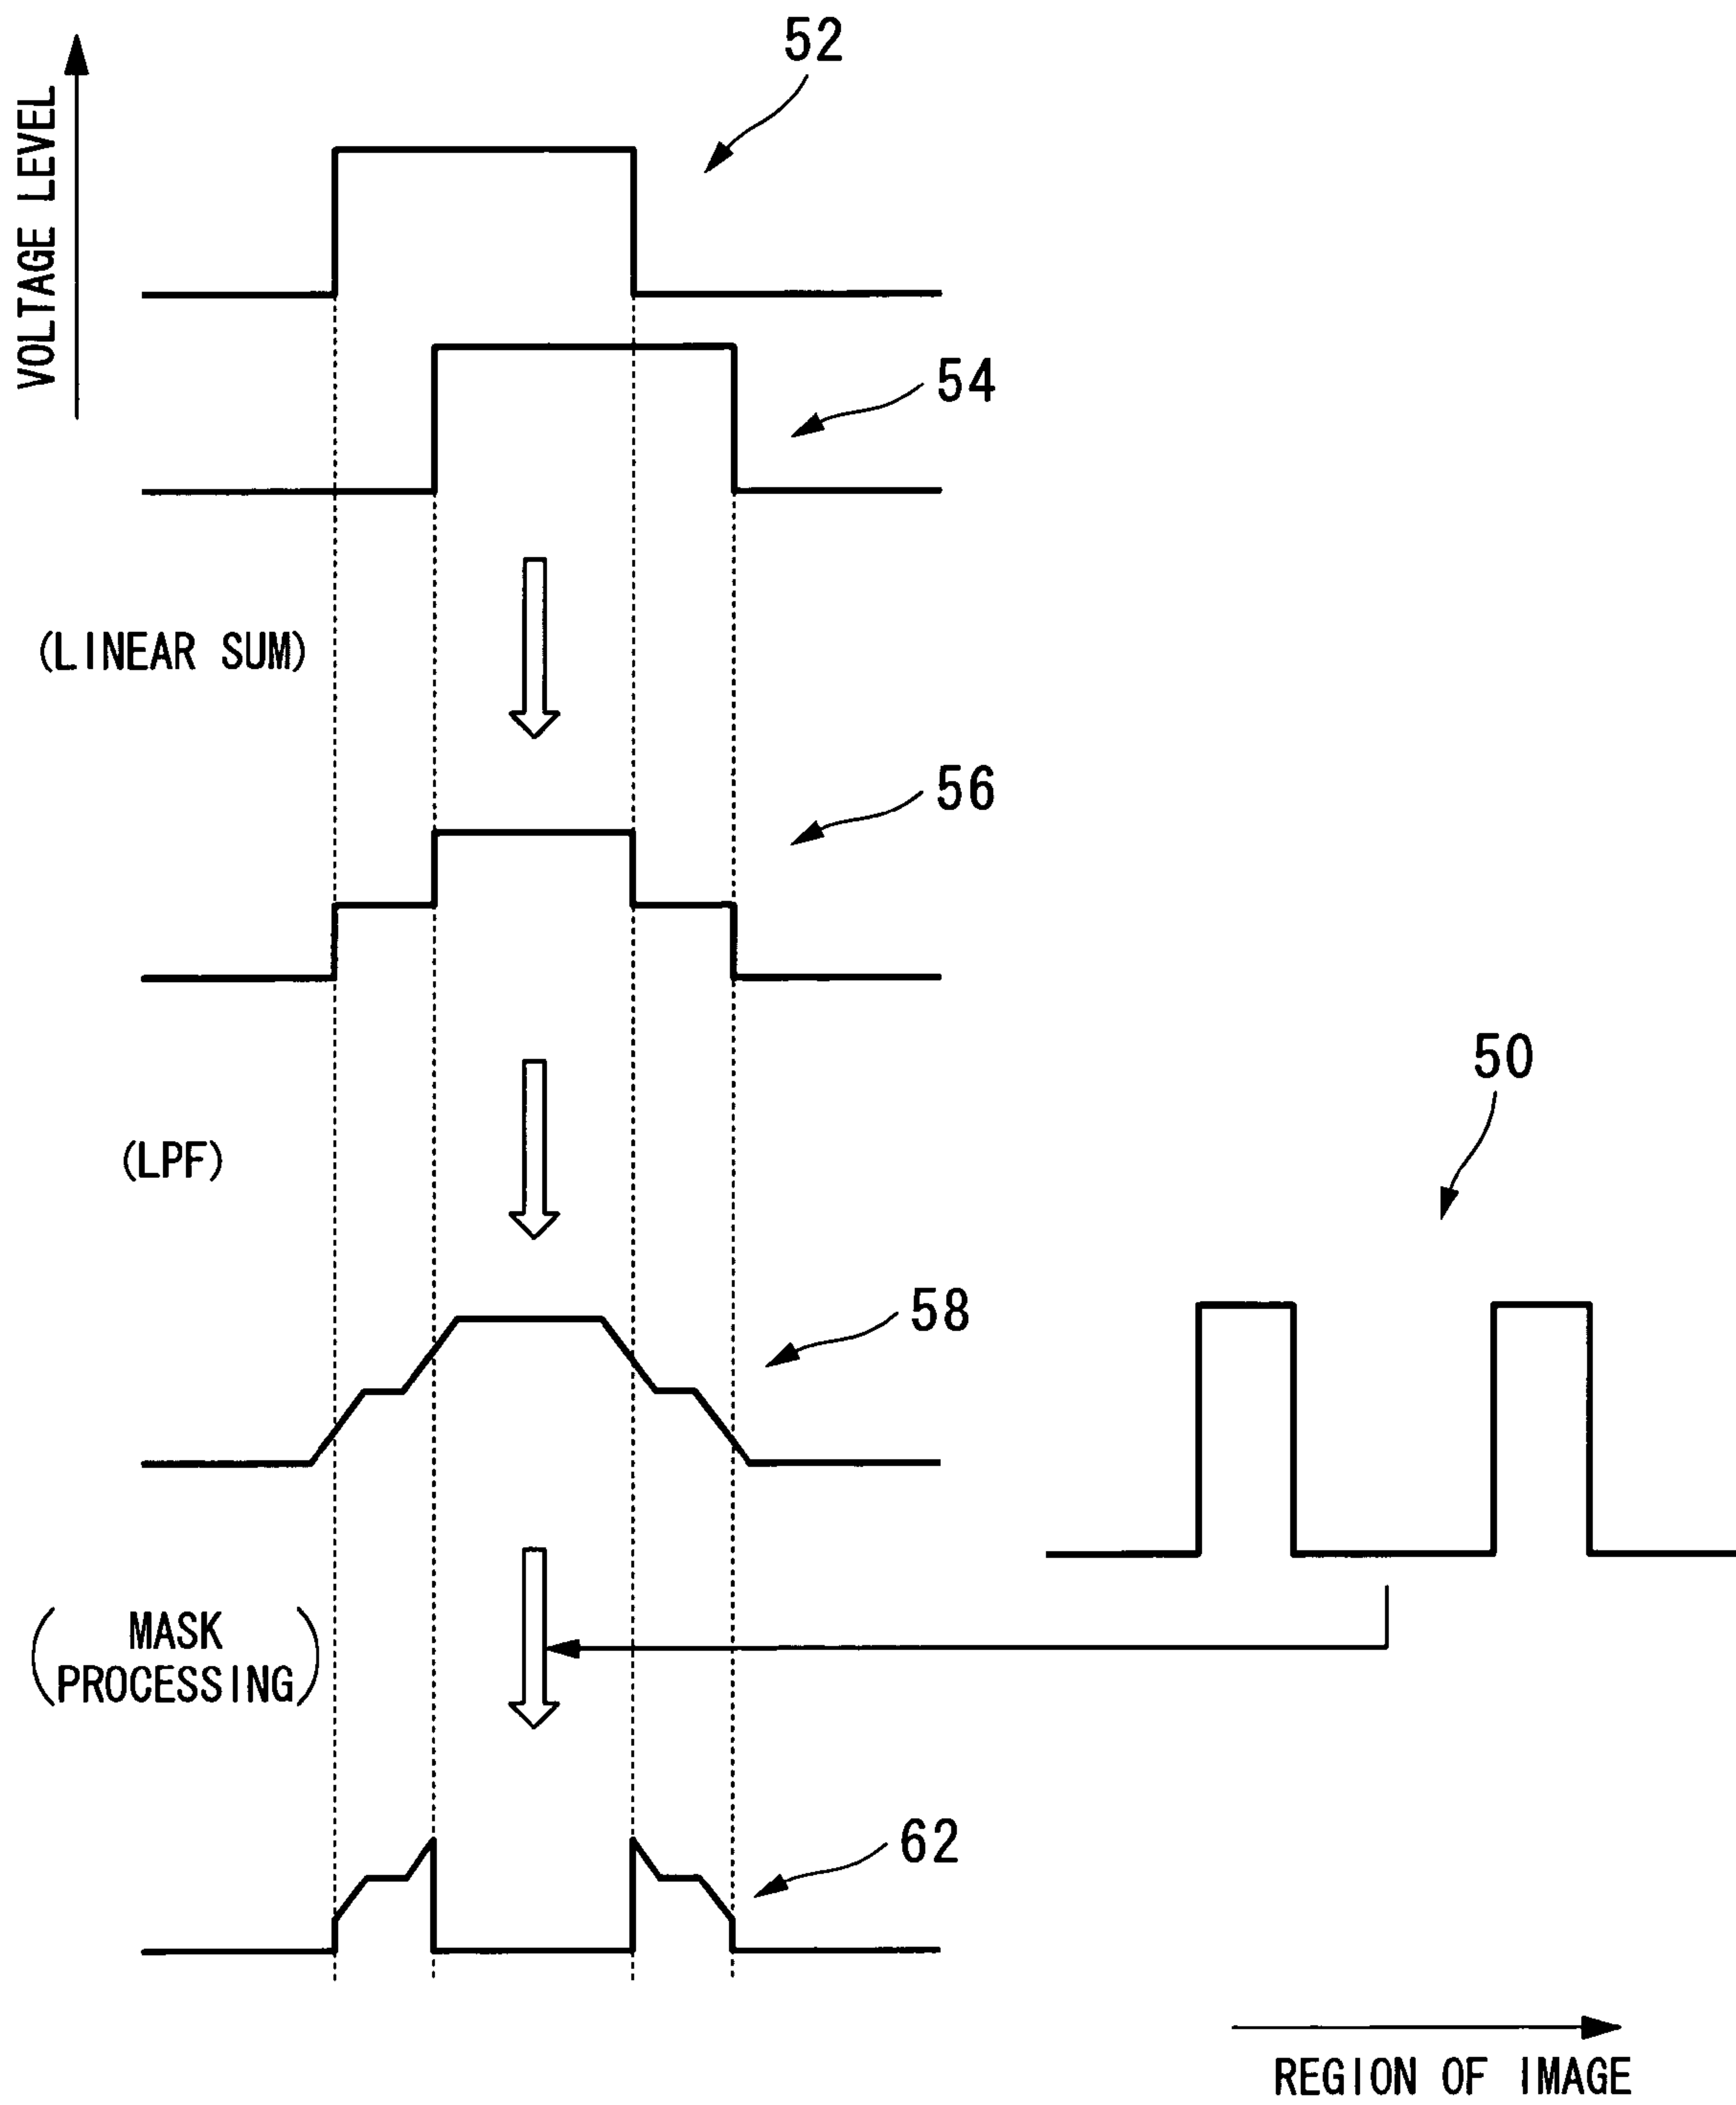 52
VOLTAGE LEVEL
54
(LINEAR SUM)
56
50
(LPF)
58
(MASK
PROCESSING)
62
REGION OF IMAGE